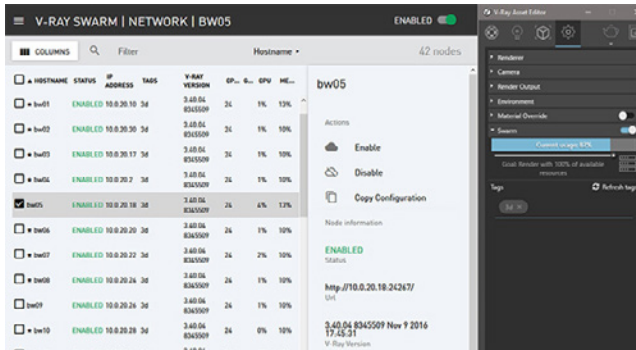 V-RAY SWARM | NETWORK | BW05
ENABLED
COLUMNS Filter Hostname 42 nodes
HOSTNAME STATUS IP ADDRESS TAGS V-RAY VERSION GP... G... GPU ME...
bw01 ENABLED 10.0.20.10 3d 3.40.04 8345509 24 1% 13%
bw02 ENABLED 10.0.20.30 3d 3.40.04 8345509 24 1% 10%
bw03 ENABLED 10.0.20.17 3d 3.40.04 8345509 24 1% 10%
bw04 ENABLED 10.0.20.2 3d 3.40.04 8345509 24 1% 10%
bw05 ENABLED 10.0.20.18 3d 3.40.04 8345509 24 4% 13%
bw06 ENABLED 10.0.20.20 3d 3.40.04 8345509 24 1% 10%
bw07 ENABLED 10.0.20.22 3d 3.40.04 8345509 24 2% 10%
bw08 ENABLED 10.0.20.24 3d 3.40.04 8345509 24 1% 10%
bw09 ENABLED 10.0.20.26 3d 3.40.04 8345509 24 1% 10%
bw10 ENABLED 10.0.20.28 3d 3.40.04 8345509 24 0% 10%
bw05
Actions
Enable
Disable
Copy Configuration
Node information
ENABLED
Status
http://10.0.20.18:24267/
Url
3.40.04 8345509 Nov 9 2016
17.45.31
V-Ray Version
V-Ray Asset Editor
Renderer
Camera
Render Output
Environment
Material Override
Swarm
Current usage: 82%
Goal: Render with 100% of available
resources
Tags
Refresh tags
3d